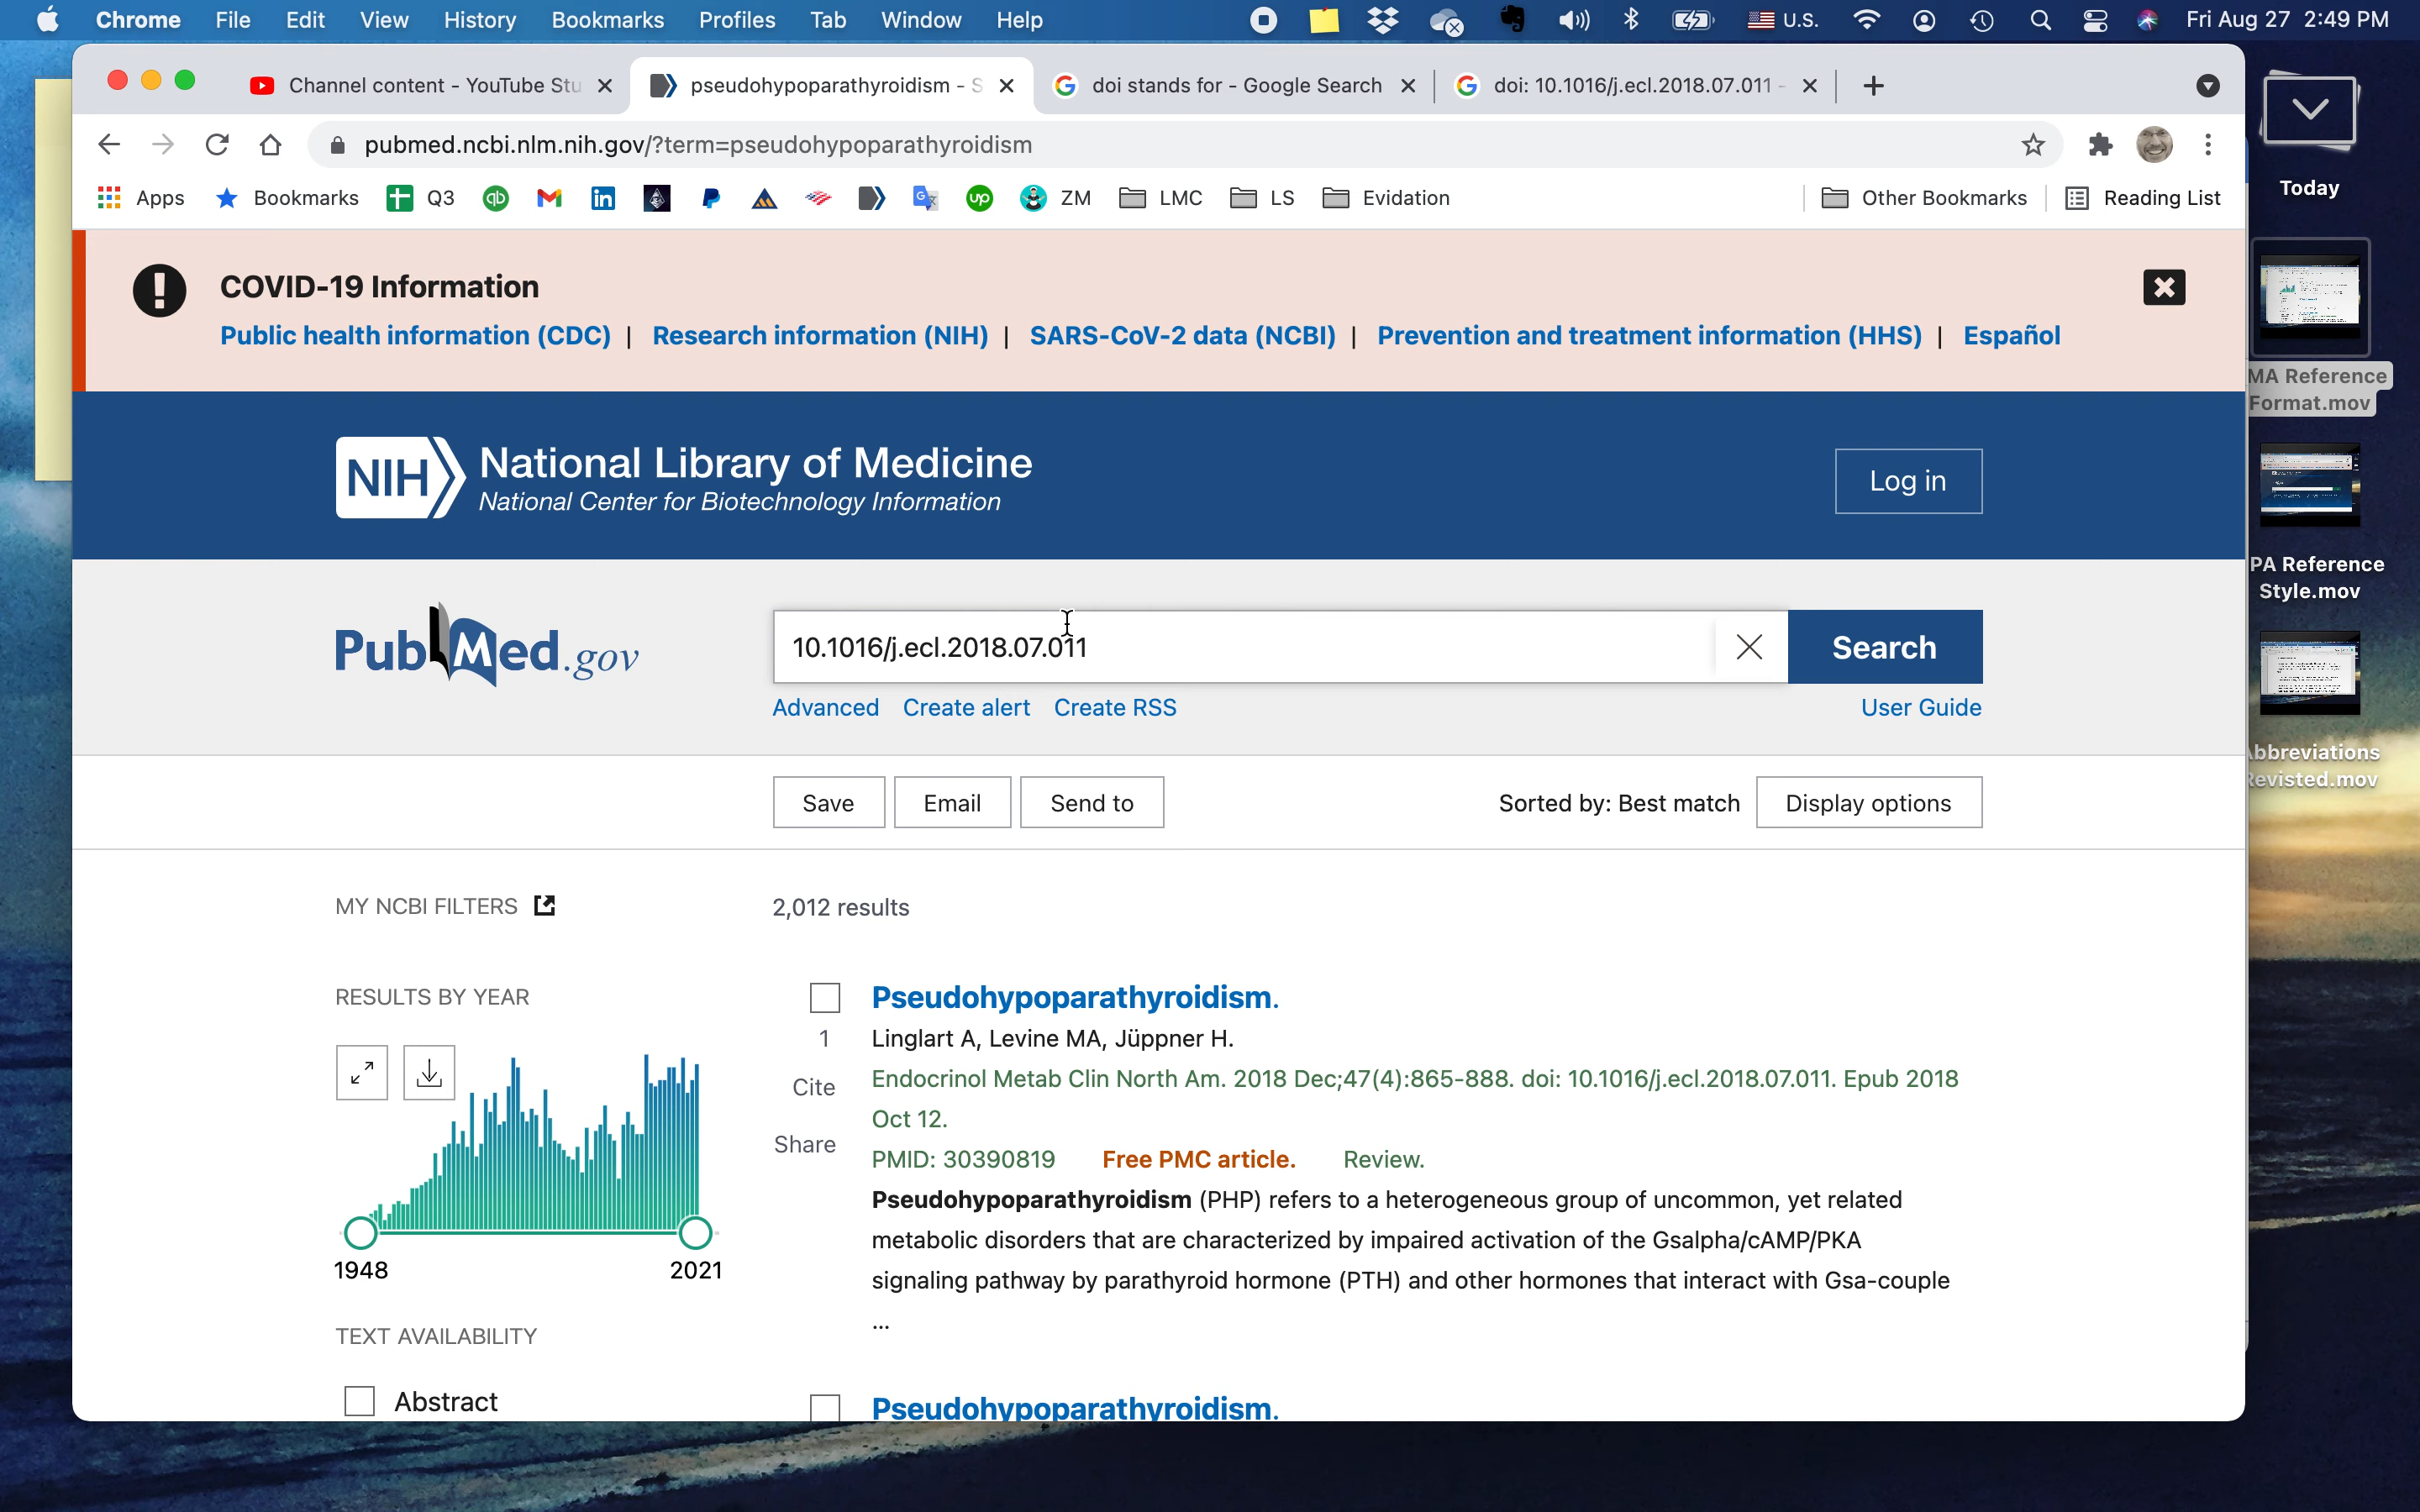 Chrome File Edit View History Bookmarks Profiles Tab Window Help U.S. Fri Aug 27 2:49 PM
Channel content - YouTube Stu pseudohypoparathyroidism - S doi stands for - Google Search doi: 10.1016/j.ecl.2018.07.011 -
pubmed.ncbi.nlm.nih.gov/?term=pseudohypoparathyroidism
Apps Bookmarks Q3 qb up ZM LMC LS Evidation Other Bookmarks Reading List
Today
COVID-19 Information
Public health information (CDC) | Research information (NIH) | SARS-CoV-2 data (NCBI) | Prevention and treatment information (HHS) | Español
MA Reference
Format.mov
NIH National Library of Medicine
National Center for Biotechnology Information
Log in
PA Reference
Style.mov
PubMed.gov
10.1016/j.ecl.2018.07.011
Search
Advanced Create alert Create RSS User Guide
bbreviations
Revisted.mov
Save Email Send to Sorted by: Best match Display options
MY NCBI FILTERS
2,012 results
RESULTS BY YEAR
1948 2021
TEXT AVAILABILITY
Abstract
Pseudohypoparathyroidism.
1 Linglart A, Levine MA, Jüppner H.
Cite Endocrinol Metab Clin North Am. 2018 Dec;47(4):865-888. doi: 10.1016/j.ecl.2018.07.011. Epub 2018
Oct 12.
Share
PMID: 30390819 Free PMC article. Review.
Pseudohypoparathyroidism (PHP) refers to a heterogeneous group of uncommon, yet related
metabolic disorders that are characterized by impaired activation of the Gsalpha/cAMP/PKA
signaling pathway by parathyroid hormone (PTH) and other hormones that interact with Gsa-couple
...
Pseudohypoparathyroidism.